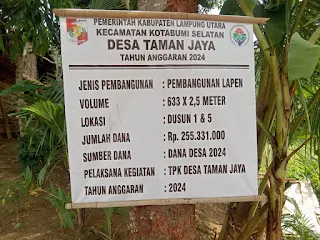 PEMERINTAH KABUPATEN LAMPUNG UTARA
KECAMATAN KOTABUMI SELATAN
DESA TAMAN JAYA
TAHUN ANGGARAN 2024
JENIS PEMBANGUNAN : PEMBANGUNAN LAPEN
VOLUME : 633 X 2,5 METER
LOKASI : DUSUN 1 & 5
JUMLAH DANA : Rp. 255.331.000
SUMBER DANA : DANA DESA 2024
PELAKSANA KEGIATAN : TPK DESA TAMAN JAYA
TAHUN ANGGARAN : 2024